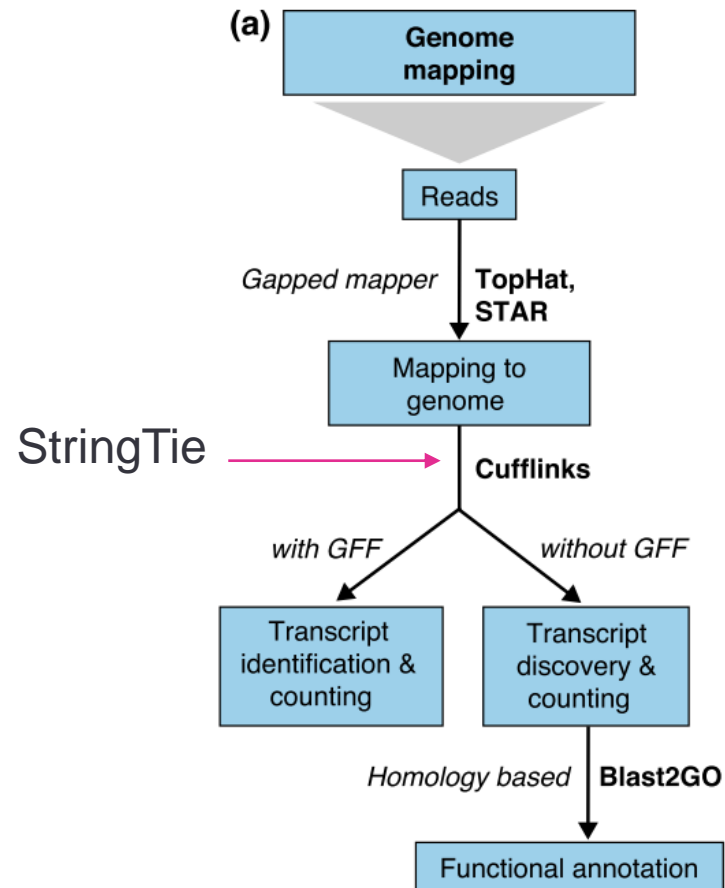 (a)
Genome
mapping
Reads
Gapped mapper
TopHat,
STAR
Mapping to
genome
StringTie
Cufflinks
with GFF
without GFF
Transcript
identification &
counting
Transcript
discovery &
counting
Homology based
Blast2GO
Functional annotation